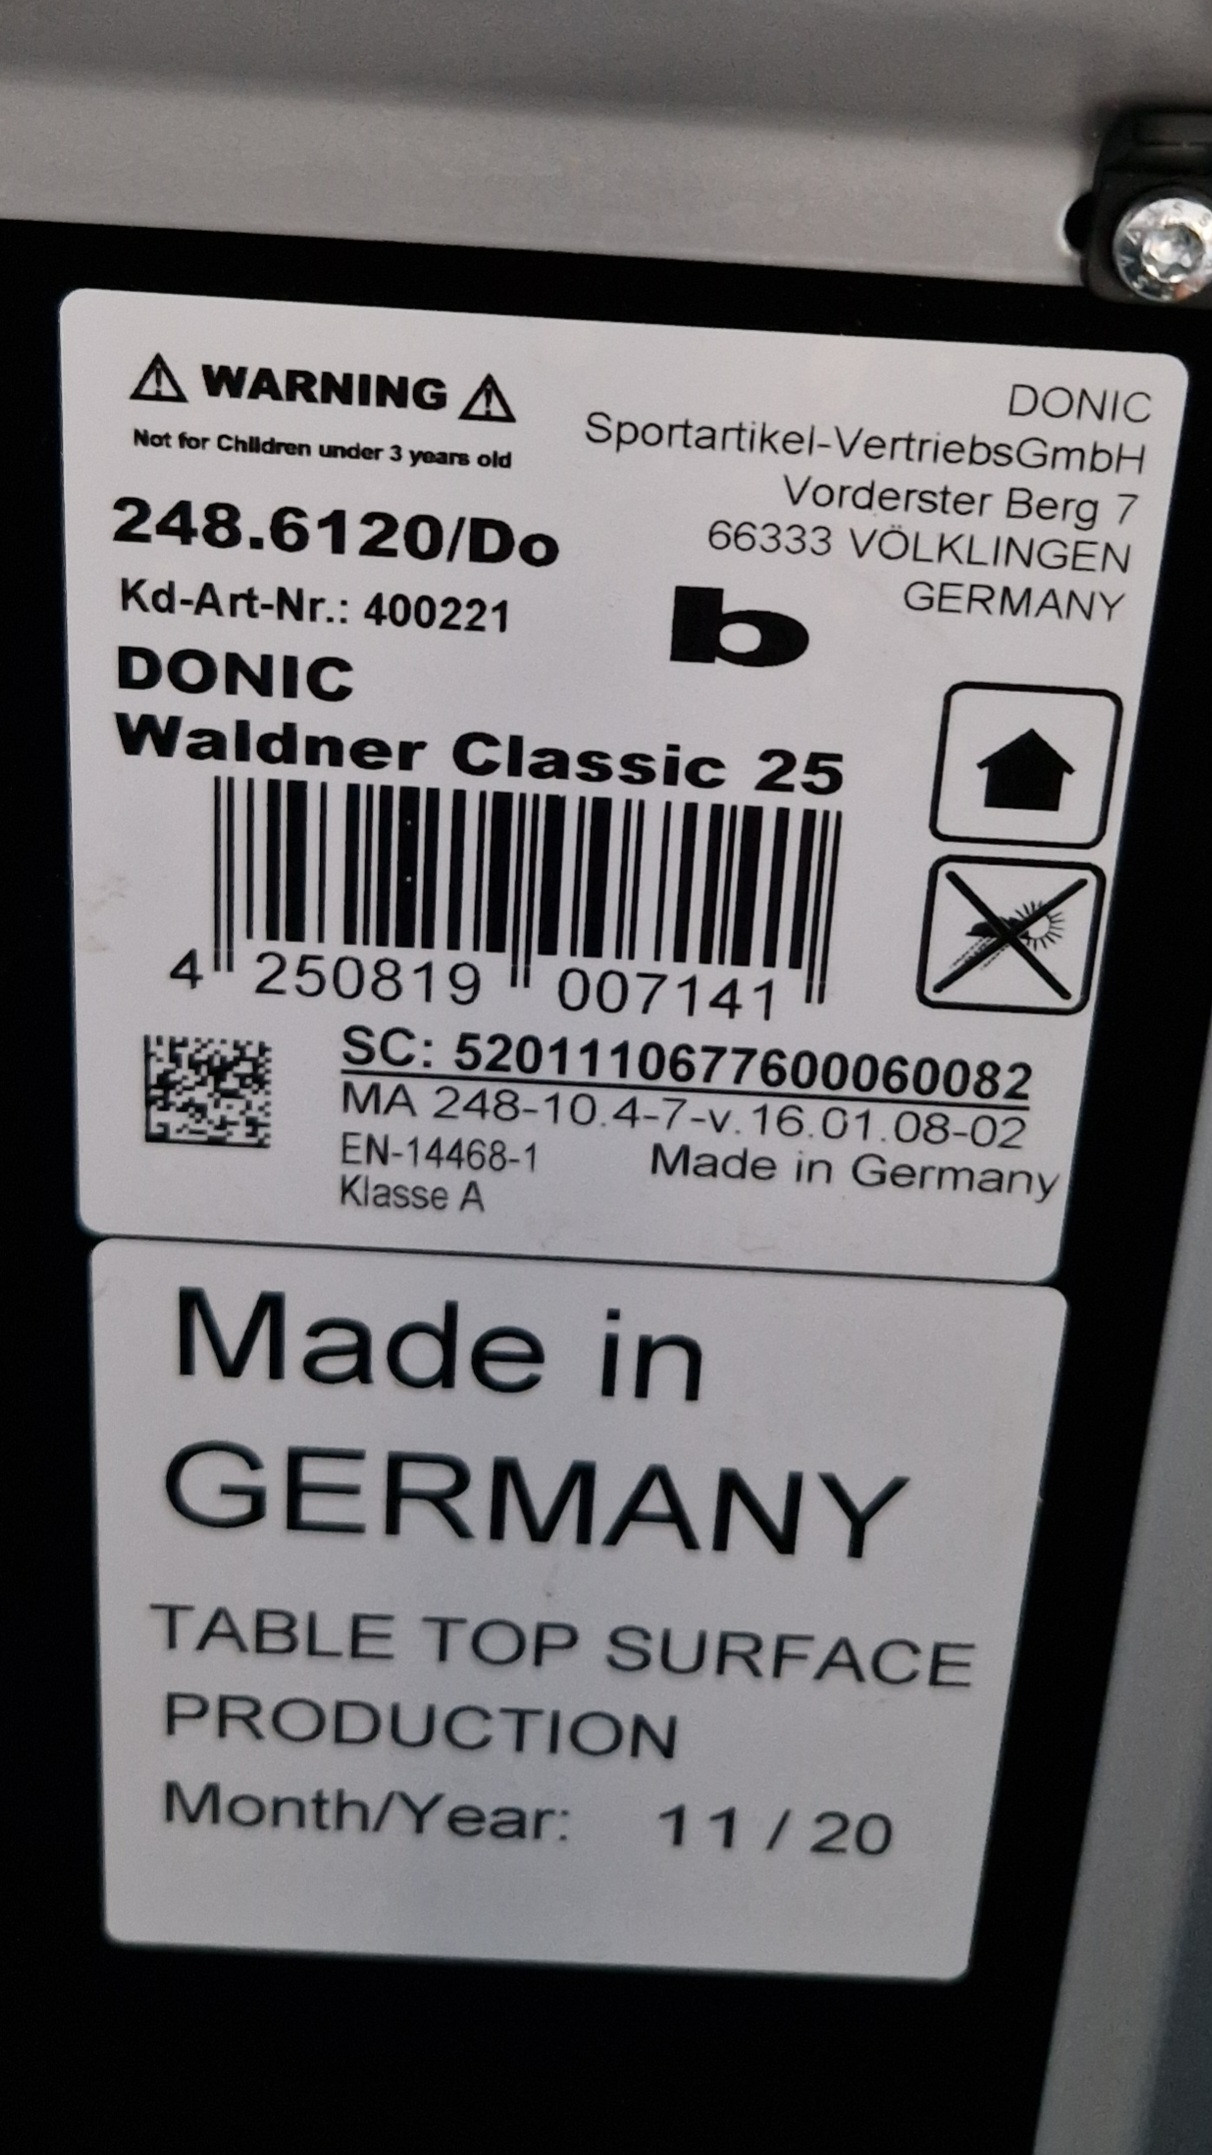 WARNING
Not for Children under 3 years old
DONIC
Sportartikel-VertriebsGmbH
Vorderster Berg 7
66333 VÖLKLINGEN
GERMANY
248.6120/Do
Kd-Art-Nr.: 400221
b
DONIC
Waldner Classic 25
4 250819 007141
SC: 5201110677600060082
MA 248-10.4-7-v.16.01.08-02
EN-14468-1 Made in Germany
Klasse A
Made in
GERMANY
TABLE TOP SURFACE
PRODUCTION
Month/Year: 11 / 20